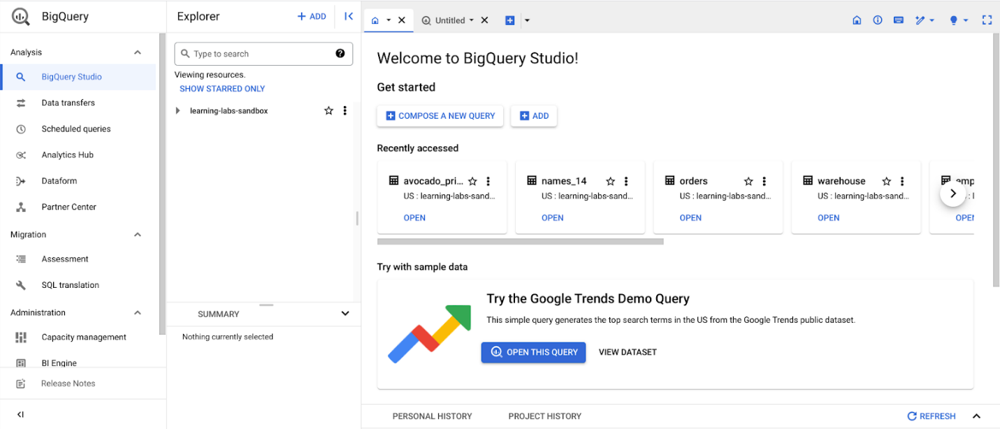 BigQuery
Analysis
BigQuery Studio
Data transfers
Scheduled queries
Analytics Hub
Dataform
Partner Center
Migration
Assessment
SQL translation
Administration
Capacity management
BI Engine
Release Notes
Explorer
+ ADD
Type to search
Viewing resources.
SHOW STARRED ONLY
learning-labs-sandbox
SUMMARY
Nothing currently selected
Untitled
Welcome to BigQuery Studio!
Get started
COMPOSE A NEW QUERY
ADD
Recently accessed
avocado_pri...
US : learning-labs-sand...
OPEN
names_14
US : learning-labs-sand...
OPEN
orders
US : learning-labs-sand...
OPEN
warehouse
US : learning-labs-sand...
OPEN
Try with sample data
Try the Google Trends Demo Query
This simple query generates the top search terms in the US from the Google Trends public dataset.
OPEN THIS QUERY
VIEW DATASET
PERSONAL HISTORY
PROJECT HISTORY
REFRESH